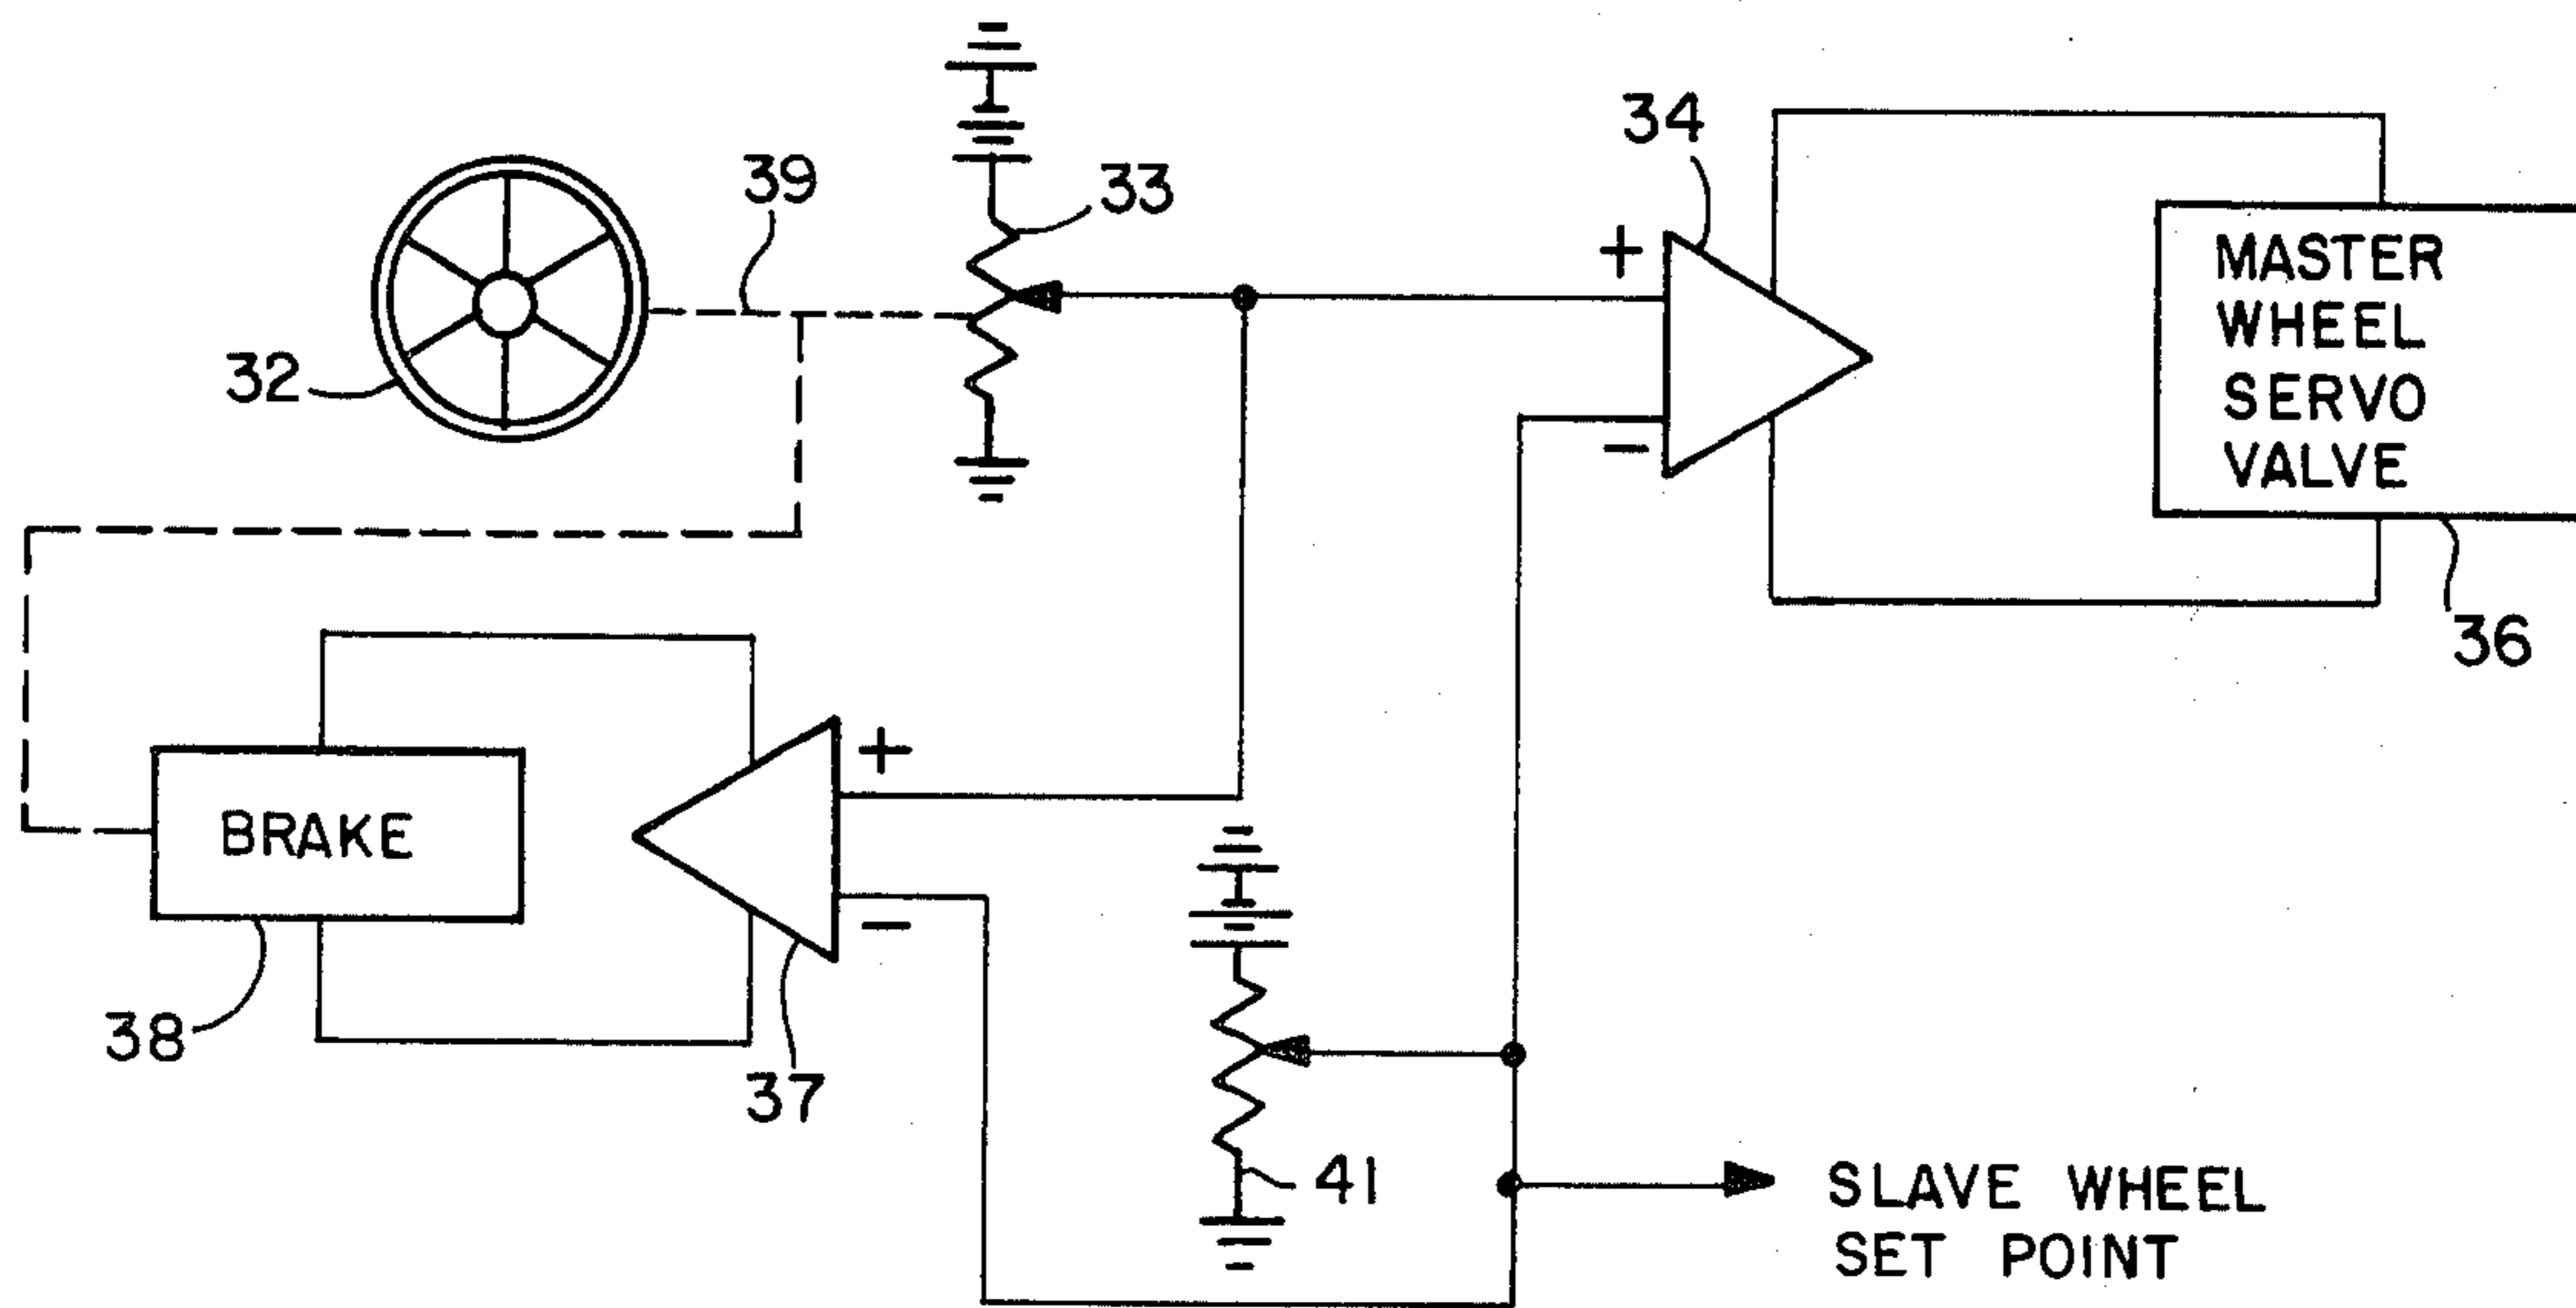 34
39
33
+
MASTER
WHEEL
SERVO
VALVE
32
−
36
+
BRAKE
−
38
37
41
SLAVE WHEEL
SET POINT